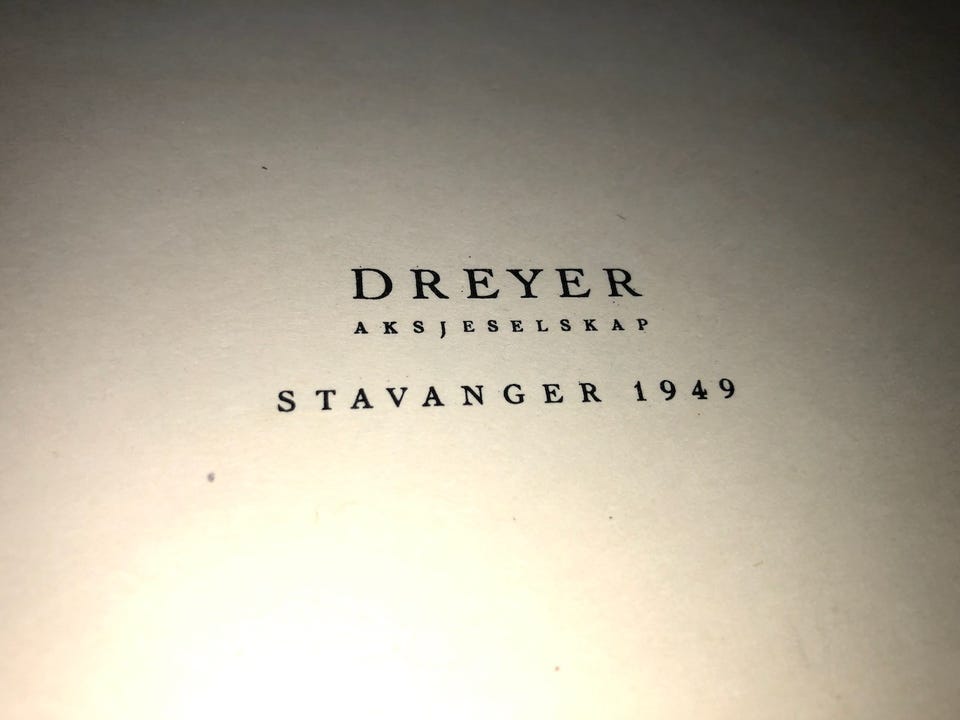 DREYER
AKSJESELSKAP
STAVANGER 1949